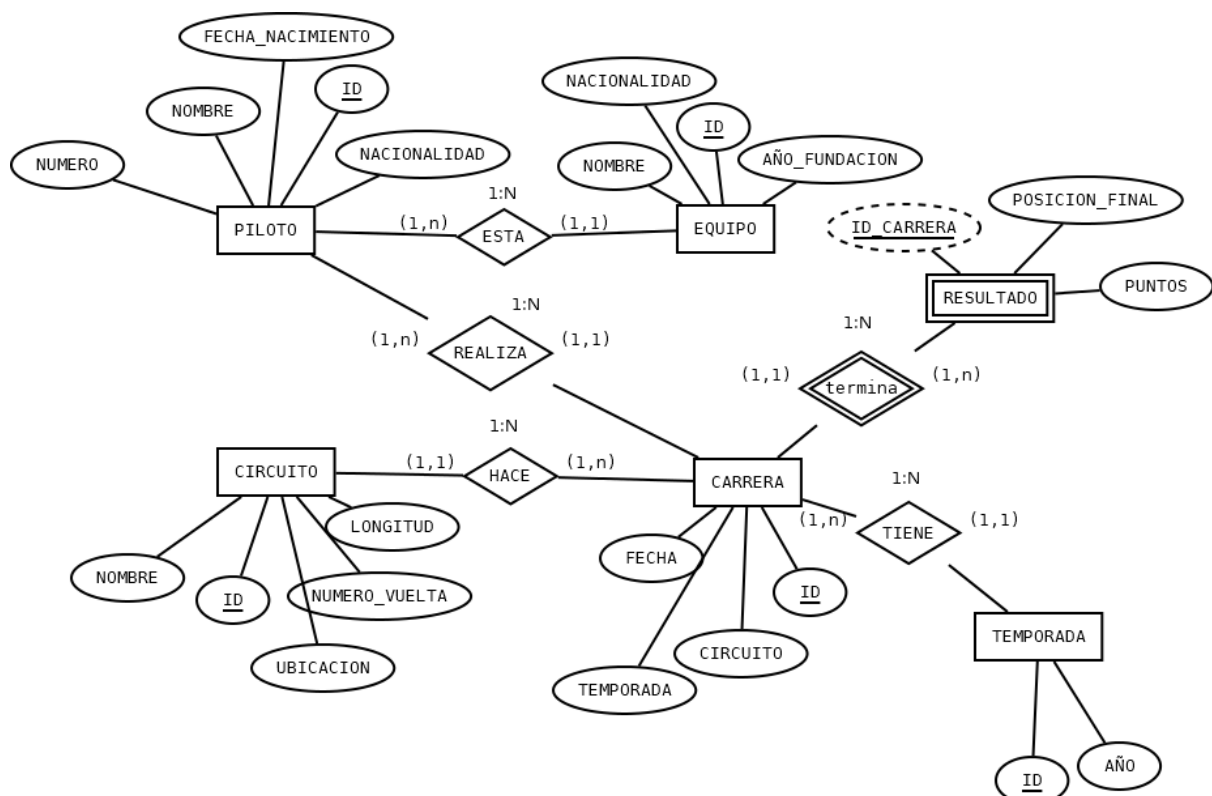 FECHA_NACIMIENTO
ID
NOMBRE
NUMERO
NACIONALIDAD
PILOTO
1:N
(1,n)
ESTA
(1,1)
NACIONALIDAD
ID
NOMBRE
AÑO_FUNDACION
EQUIPO
POSICION_FINAL
ID_CARRERA
PUNTOS
RESULTADO
1:N
(1,n)
REALIZA
(1,1)
1:N
(1,1)
termina
(1,n)
CIRCUITO
1:N
(1,1)
HACE
(1,n)
CARRERA
1:N
(1,n)
TIENE
(1,1)
LONGITUD
NOMBRE
ID
NUMERO_VUELTA
UBICACION
FECHA
ID
CIRCUITO
TEMPORADA
TEMPORADA
ID
AÑO